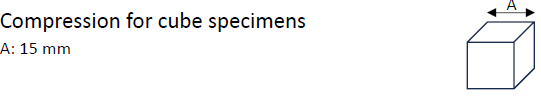 Compression for cube specimens
A
A: 15 mm